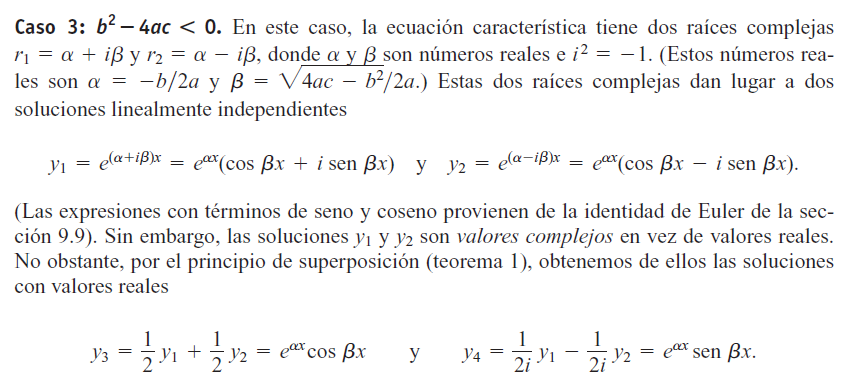 Caso 3: b² − 4ac < 0. En este caso, la ecuación característica tiene dos raíces complejas
r₁ = α + iβ y r₂ = α − iβ, donde α y β son números reales e i² = −1. (Estos números rea-
les son α = −b/2a y β = √(4ac − b²)/2a.) Estas dos raíces complejas dan lugar a dos
soluciones linealmente independientes
y₁ = e^(α+iβ)x = e^αx(cos βx + i sen βx) y y₂ = e^(α−iβ)x = e^αx(cos βx − i sen βx).
(Las expresiones con términos de seno y coseno provienen de la identidad de Euler de la sec-
ción 9.9). Sin embargo, las soluciones y₁ y y₂ son valores complejos en vez de valores reales.
No obstante, por el principio de superposición (teorema 1), obtenemos de ellos las soluciones
con valores reales
y₃ = 1/2 y₁ + 1/2 y₂ = e^αx cos βx y y₄ = 1/2i y₁ − 1/2i y₂ = e^αx sen βx.